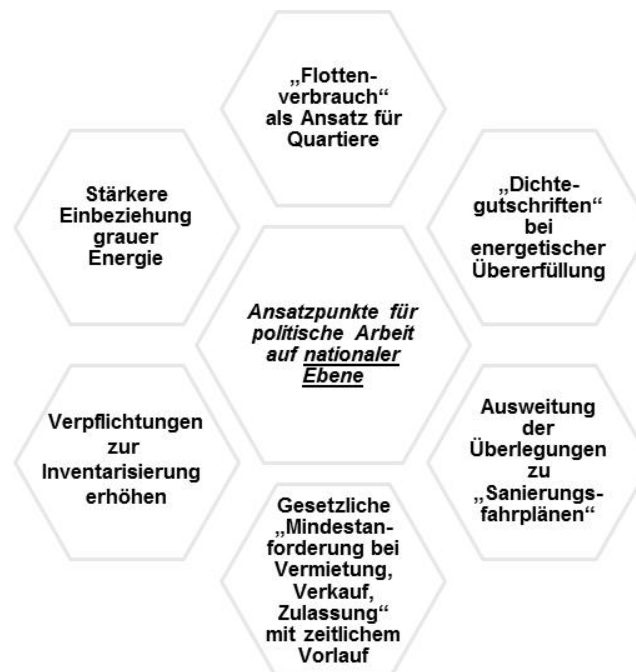 „Flotten-
verbrauch“
als Ansatz für
Quartiere
Stärkere
Einbeziehung
grauer
Energie
„Dichte-
gutschriften“
bei
energetischer
Übererfüllung
Ansatzpunkte für
politische Arbeit
auf nationaler
Ebene
Verpflichtungen
zur
Inventarisierung
erhöhen
Ausweitung
der
Überlegungen
zu
„Sanierungs-
fahrplänen“
Gesetzliche
„Mindestan-
forderung bei
Vermietung,
Verkauf,
Zulassung“
mit zeitlichem
Vorlauf